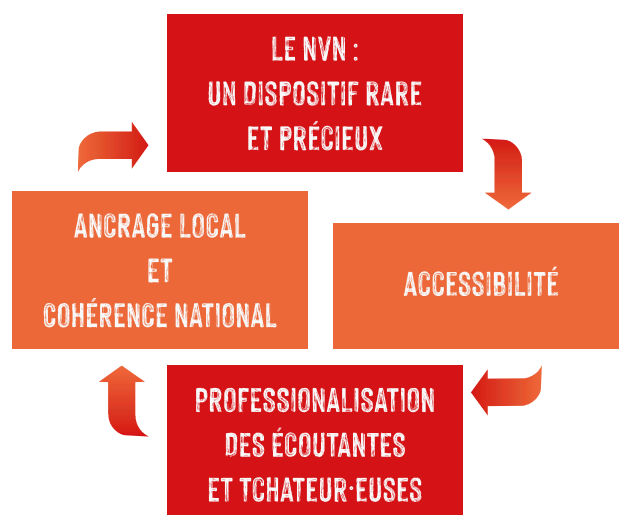 LE NVN :
UN DISPOSITIF RARE
ET PRÉCIEUX
ANCRAGE LOCAL
ET
COHÉRENCE NATIONAL
ACCESSIBILITÉ
PROFESSIONALISATION
DES ÉCOUTANTES
ET TCHATEUR·EUSES